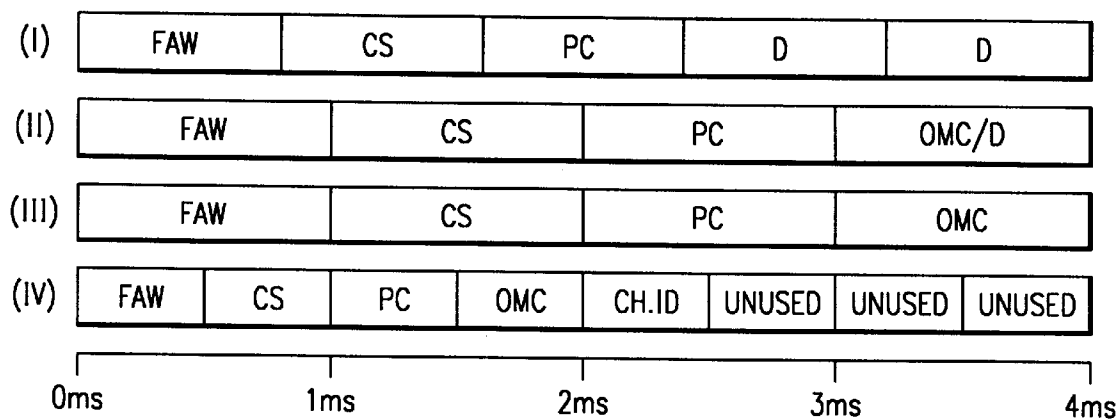 (I) FAW CS PC D D
(II) FAW CS PC OMC/D
(III) FAW CS PC OMC
(IV) FAW CS PC OMC CH.ID UNUSED UNUSED UNUSED
0ms 1ms 2ms 3ms 4ms